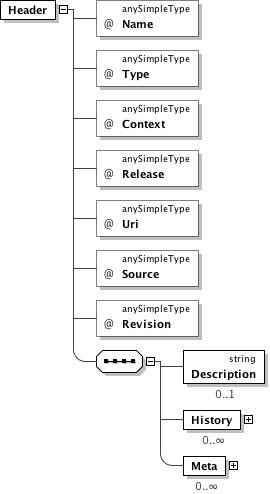 Header
anySimpleType
@ Name
anySimpleType
@ Type
anySimpleType
@ Context
anySimpleType
@ Release
anySimpleType
@ Uri
anySimpleType
@ Source
anySimpleType
@ Revision
string
Description
0..1
History
0..∞
Meta
0..∞